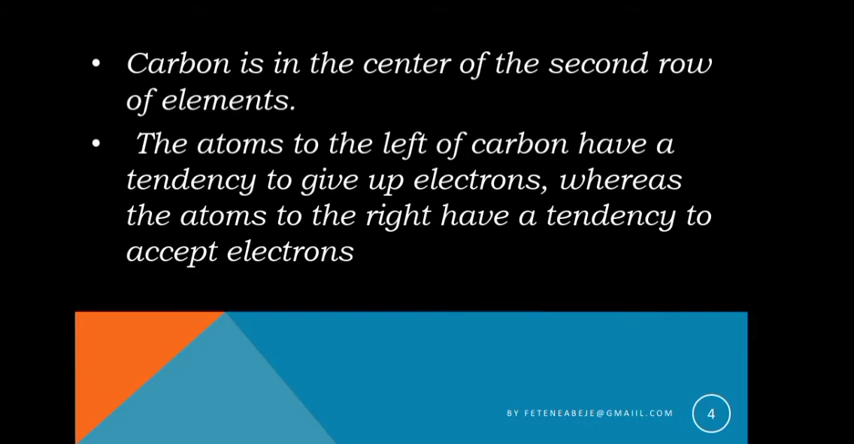 • Carbon is in the center of the second row
of elements.
• The atoms to the left of carbon have a
tendency to give up electrons, whereas
the atoms to the right have a tendency to
accept electrons
BY FETENEABEJE@GMAIIL.COM
4